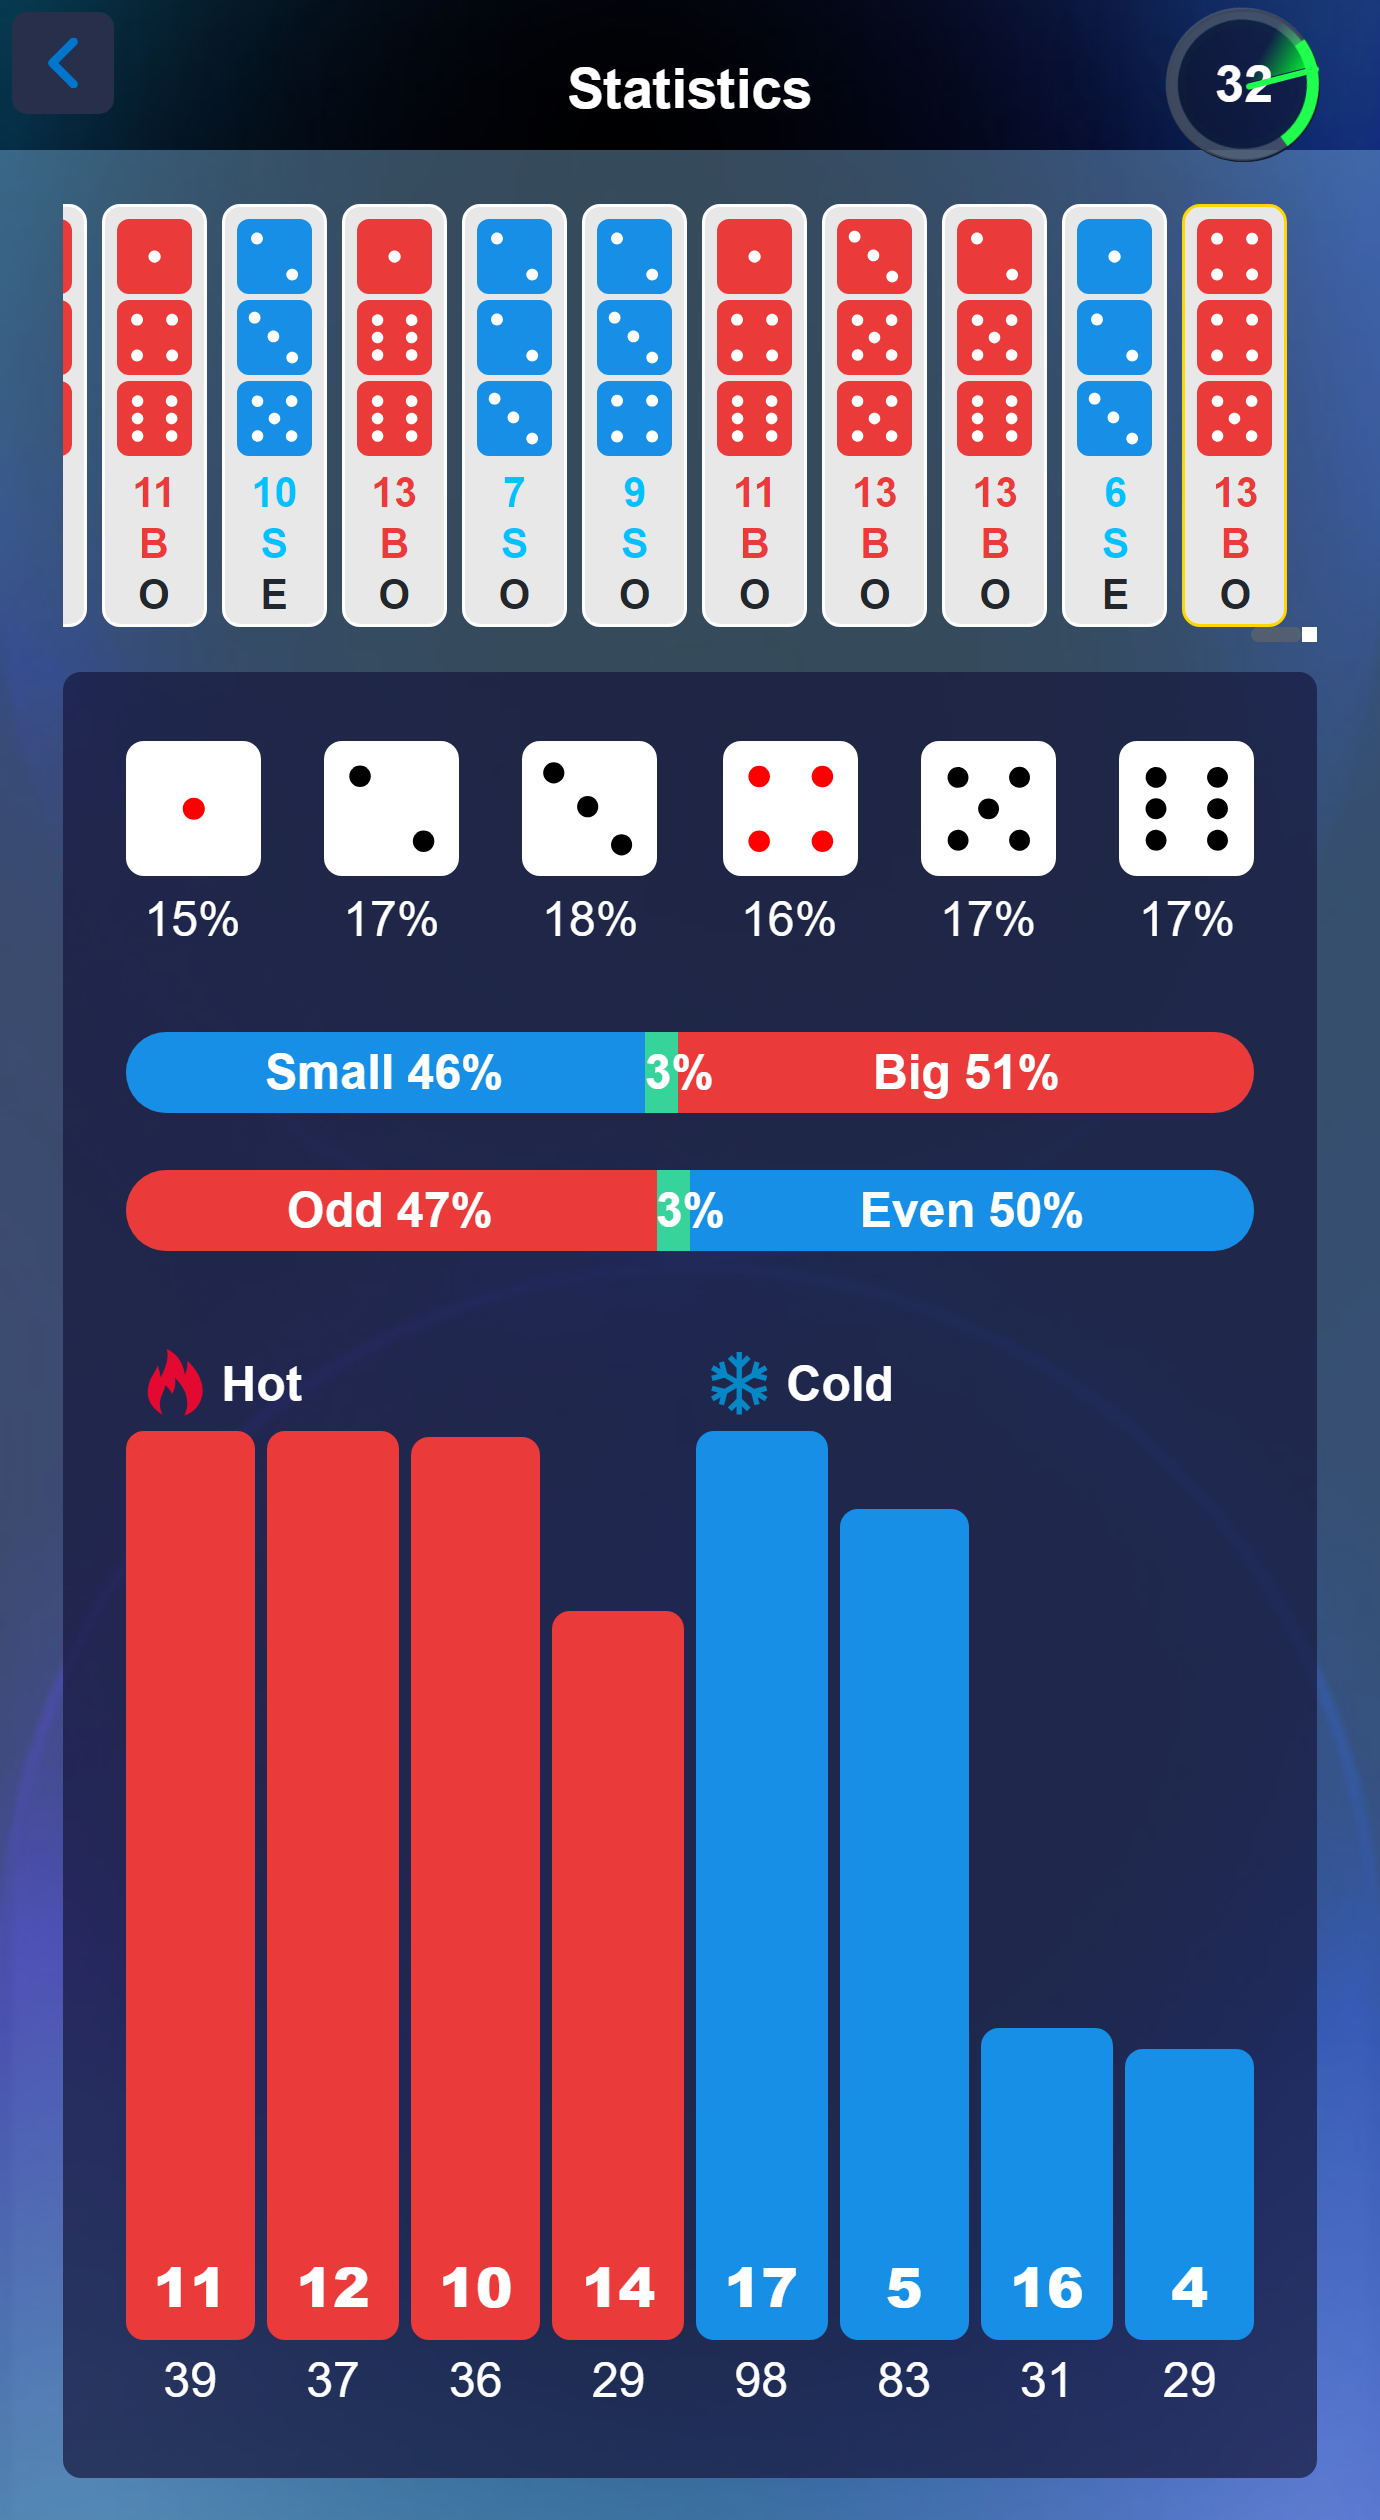 Statistics
32
11 10 13 7 9 11 13 13 6 13
B S B S S B B B S B
O E O O O O O O E O
15% 17% 18% 16% 17% 17%
Small 46% 3% Big 51%
Odd 47% 3% Even 50%
Hot Cold
11 12 10 14 17 5 16 4
39 37 36 29 98 83 31 29